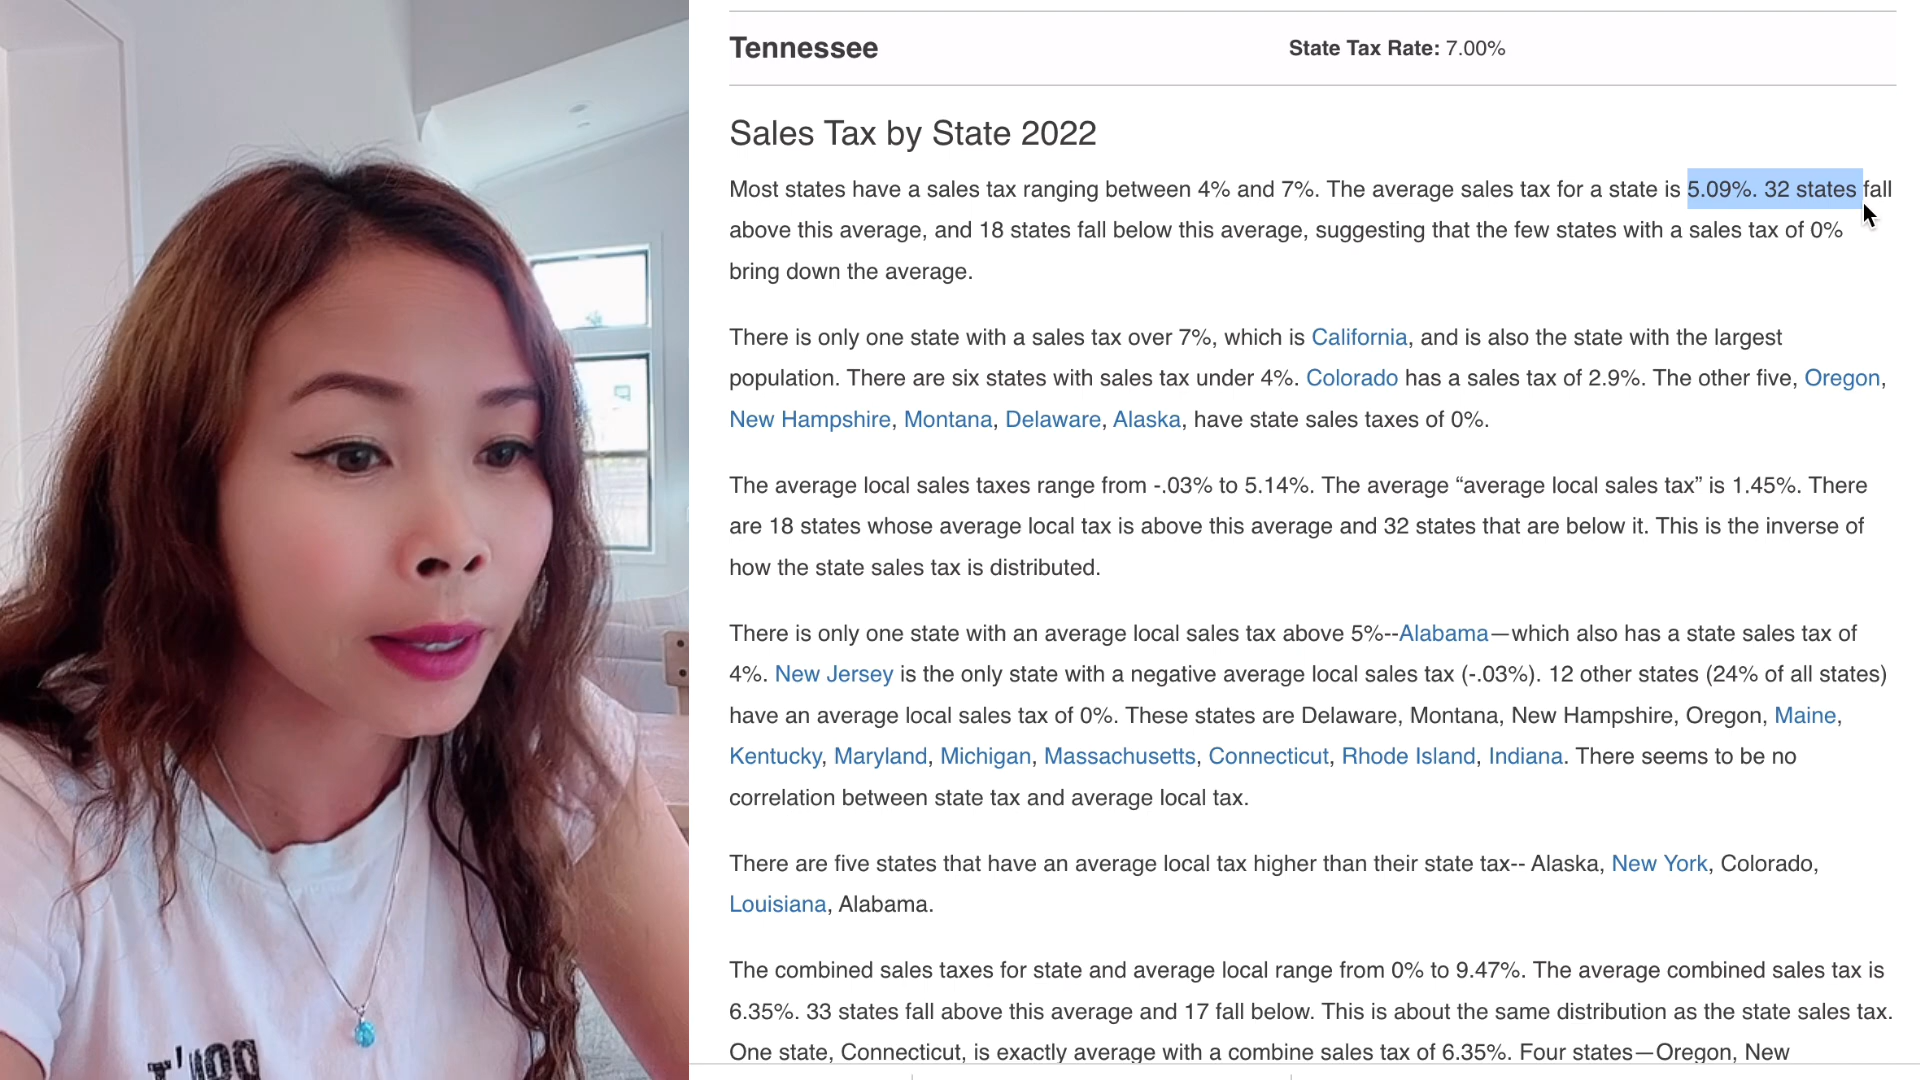 Tennessee
State Tax Rate: 7.00%
Sales Tax by State 2022
Most states have a sales tax ranging between 4% and 7%. The average sales tax for a state is 5.09%. 32 states fall
above this average, and 18 states fall below this average, suggesting that the few states with a sales tax of 0%
bring down the average.
There is only one state with a sales tax over 7%, which is California, and is also the state with the largest
population. There are six states with sales tax under 4%. Colorado has a sales tax of 2.9%. The other five, Oregon,
New Hampshire, Montana, Delaware, Alaska, have state sales taxes of 0%.
The average local sales taxes range from -.03% to 5.14%. The average “average local sales tax” is 1.45%. There
are 18 states whose average local tax is above this average and 32 states that are below it. This is the inverse of
how the state sales tax is distributed.
There is only one state with an average local sales tax above 5%--Alabama—which also has a state sales tax of
4%. New Jersey is the only state with a negative average local sales tax (-.03%). 12 other states (24% of all states)
have an average local sales tax of 0%. These states are Delaware, Montana, New Hampshire, Oregon, Maine,
Kentucky, Maryland, Michigan, Massachusetts, Connecticut, Rhode Island, Indiana. There seems to be no
correlation between state tax and average local tax.
There are five states that have an average local tax higher than their state tax-- Alaska, New York, Colorado,
Louisiana, Alabama.
The combined sales taxes for state and average local range from 0% to 9.47%. The average combined sales tax is
6.35%. 33 states fall above this average and 17 fall below. This is about the same distribution as the state sales tax.
One state, Connecticut, is exactly average with a combine sales tax of 6.35%. Four states—Oregon, New